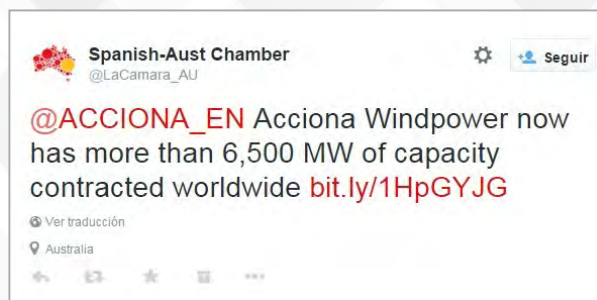 Spanish-Aust Chamber
Seguir
@LaCamara_AU
@ACCIONA_EN Acciona Windpower now
has more than 6,500 MW of capacity
contracted worldwide bit.ly/1HpGYJG
Ver traducción
Australia